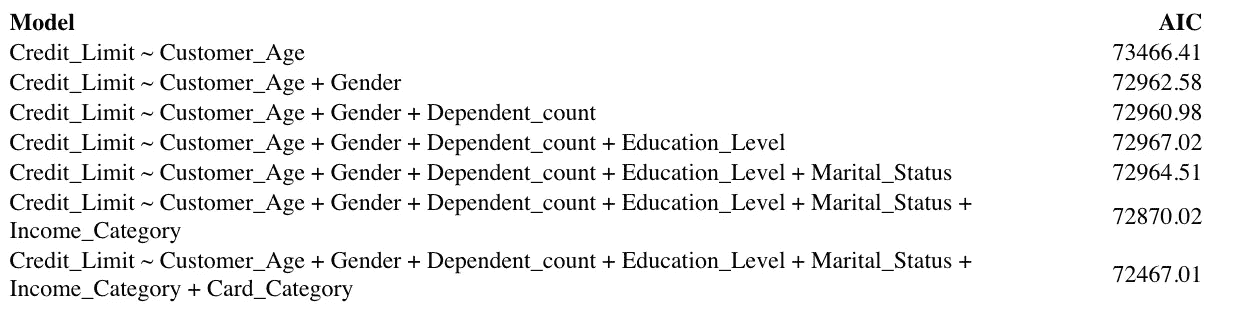 Model AIC
Credit_Limit ~ Customer_Age 73466.41
Credit_Limit ~ Customer_Age + Gender 72962.58
Credit_Limit ~ Customer_Age + Gender + Dependent_count 72960.98
Credit_Limit ~ Customer_Age + Gender + Dependent_count + Education_Level 72967.02
Credit_Limit ~ Customer_Age + Gender + Dependent_count + Education_Level + Marital_Status 72964.51
Credit_Limit ~ Customer_Age + Gender + Dependent_count + Education_Level + Marital_Status +
Income_Category 72870.02
Credit_Limit ~ Customer_Age + Gender + Dependent_count + Education_Level + Marital_Status +
Income_Category + Card_Category 72467.01